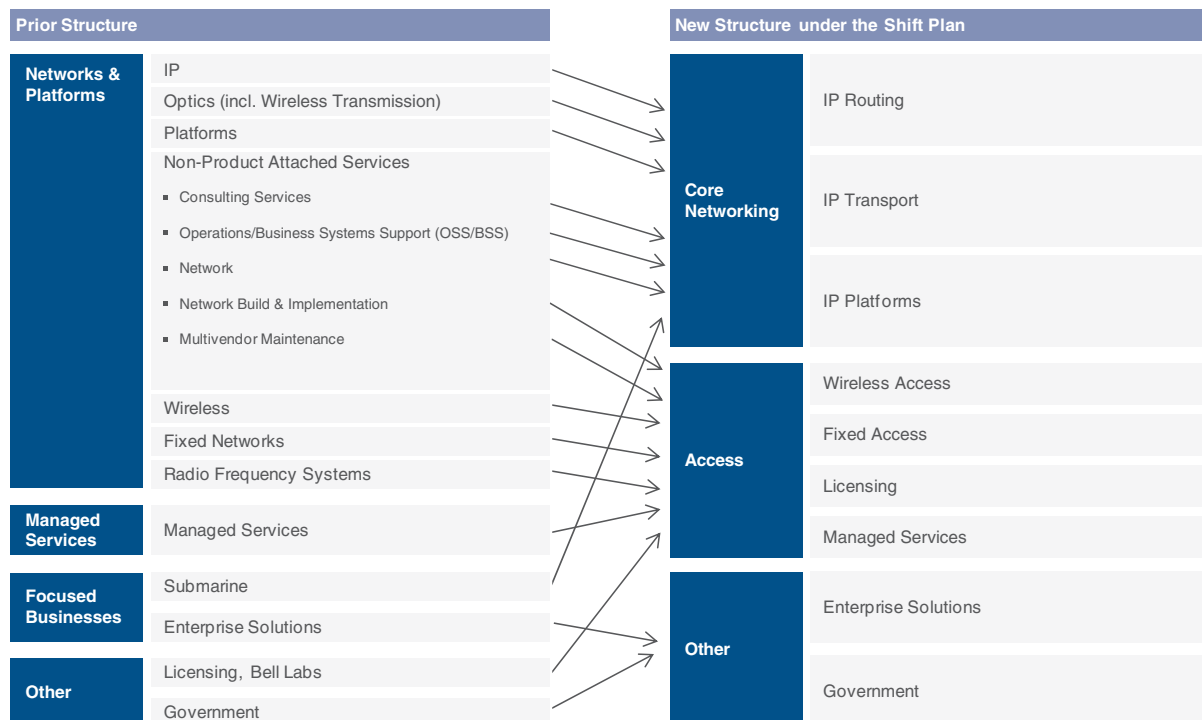 Prior Structure
Networks &
Platforms
IP
Optics (incl. Wireless Transmission)
Platforms
Non-Product Attached Services
▪ Consulting Services
▪ Operations/Business Systems Support (OSS/BSS)
▪ Network
▪ Network Build & Implementation
▪ Multivendor Maintenance
Wireless
Fixed Networks
Radio Frequency Systems
Managed
Services
Managed Services
Focused
Businesses
Submarine
Enterprise Solutions
Other
Licensing, Bell Labs
Government
New Structure under the Shift Plan
Core
Networking
IP Routing
IP Transport
IP Platforms
Access
Wireless Access
Fixed Access
Licensing
Managed Services
Other
Enterprise Solutions
Government